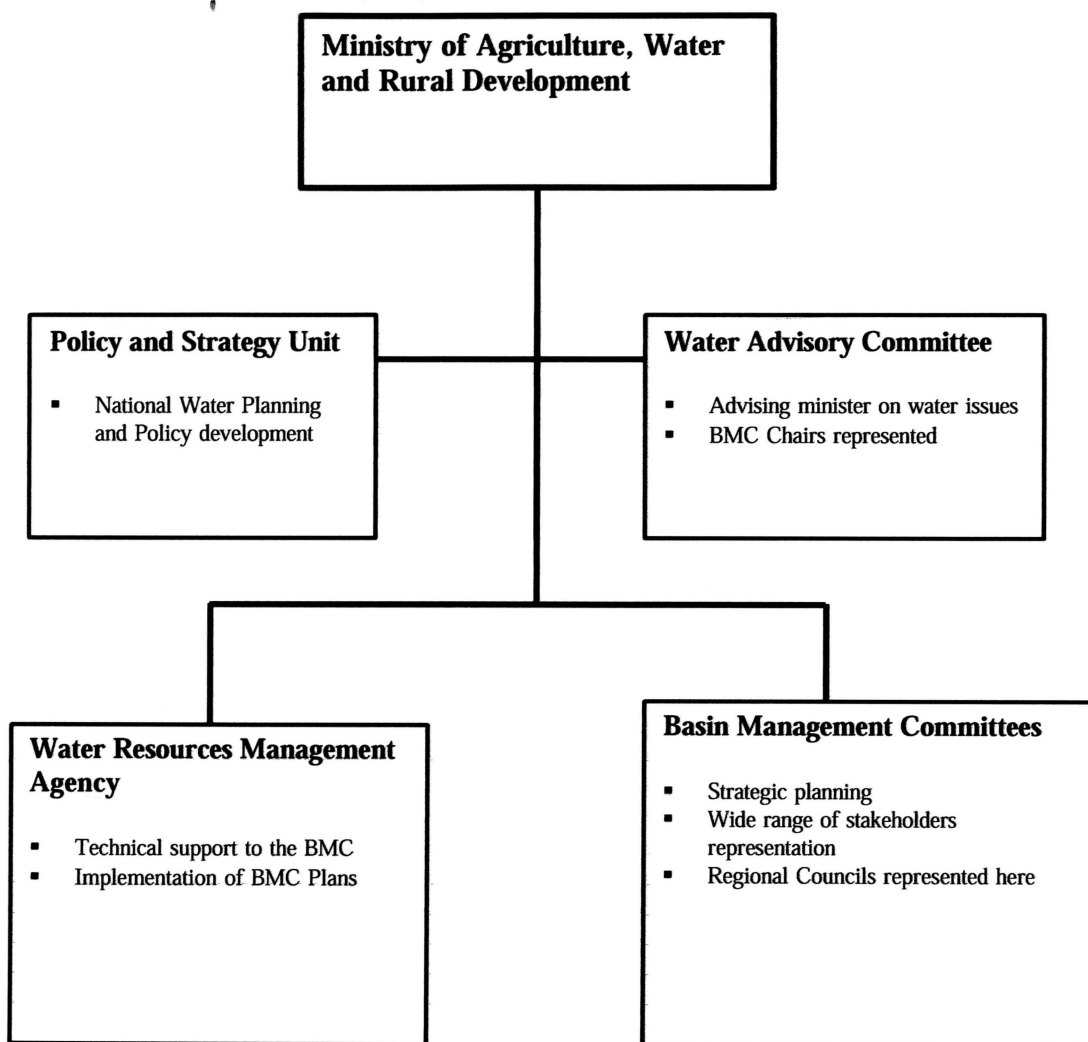 Ministry of Agriculture, Water
and Rural Development
Policy and Strategy Unit
▪ National Water Planning
and Policy development
Water Advisory Committee
▪ Advising minister on water issues
▪ BMC Chairs represented
Water Resources Management
Agency
▪ Technical support to the BMC
▪ Implementation of BMC Plans
Basin Management Committees
▪ Strategic planning
▪ Wide range of stakeholders
representation
▪ Regional Councils represented here